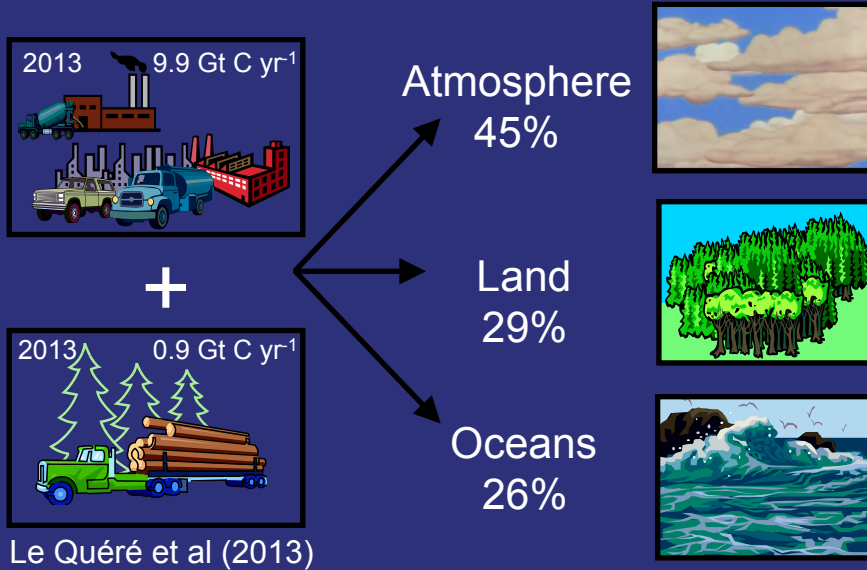 2013 9.9 Gt C yr⁻¹
+
2013 0.9 Gt C yr⁻¹
Le Quéré et al (2013)
Atmosphere
45%
Land
29%
Oceans
26%